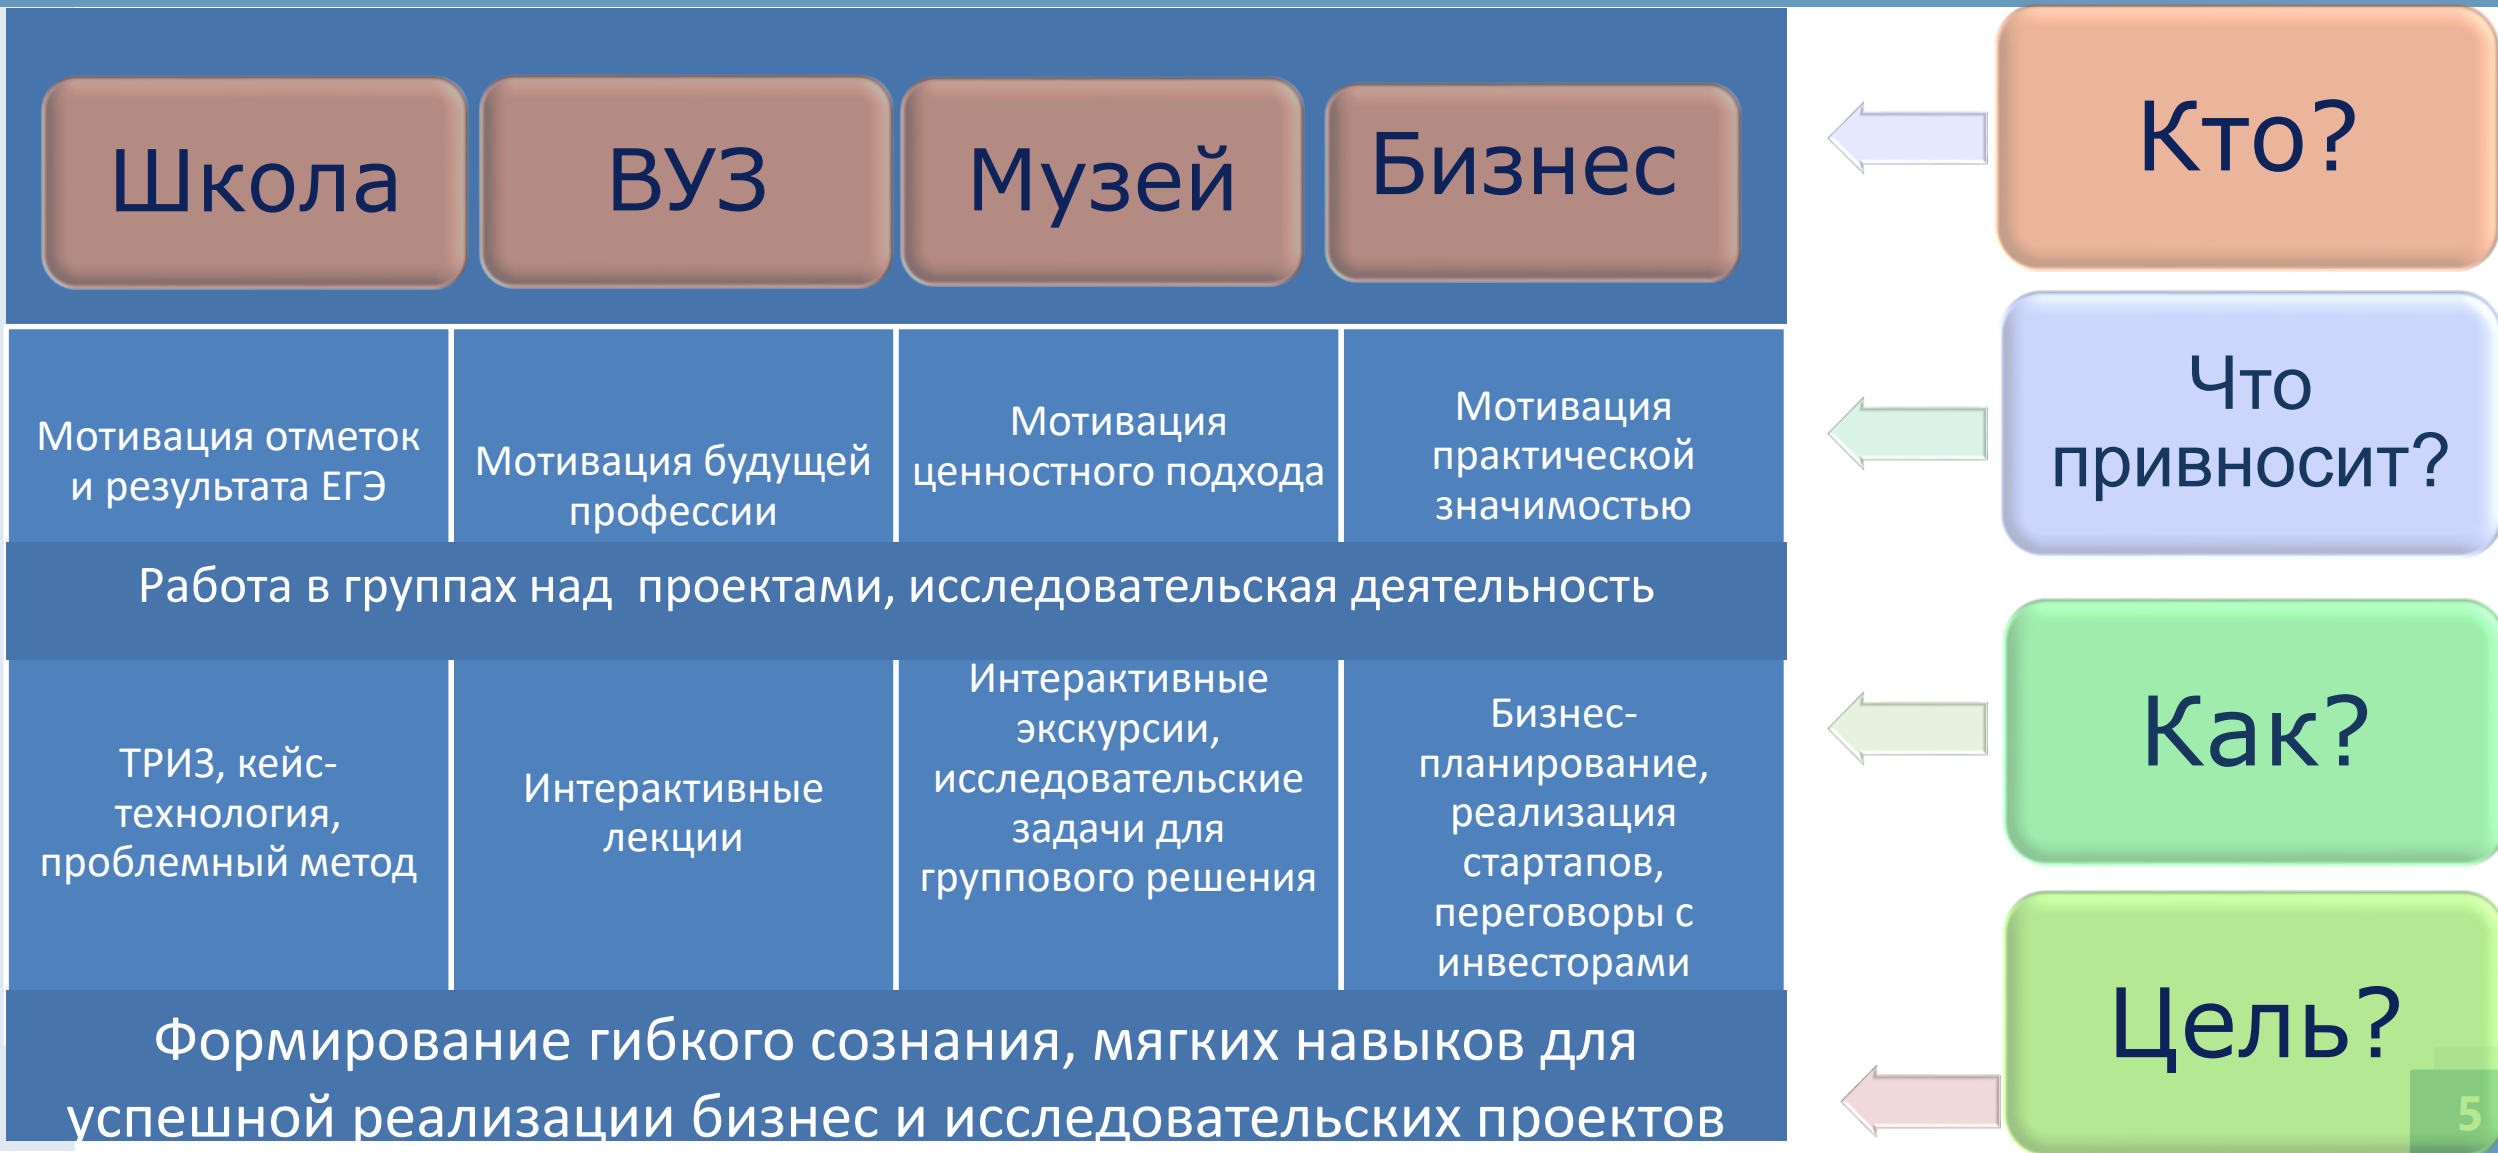 Школа
ВУЗ
Музей
Бизнес
Кто?
Мотивация отметок
и результата ЕГЭ
Мотивация будущей
профессии
Мотивация
ценностного подхода
Мотивация
практической
значимостью
Что
привносит?
Работа в группах над  проектами, исследовательская деятельность
ТРИЗ, кейс-
технология,
проблемный метод
Интерактивные
лекции
Интерактивные
экскурсии,
исследовательские
задачи для
группового решения
Бизнес-
планирование,
реализация
стартапов,
переговоры с
инвесторами
Как?
Формирование гибкого сознания, мягких навыков для
успешной реализации бизнес и исследовательских проектов
Цель?
5